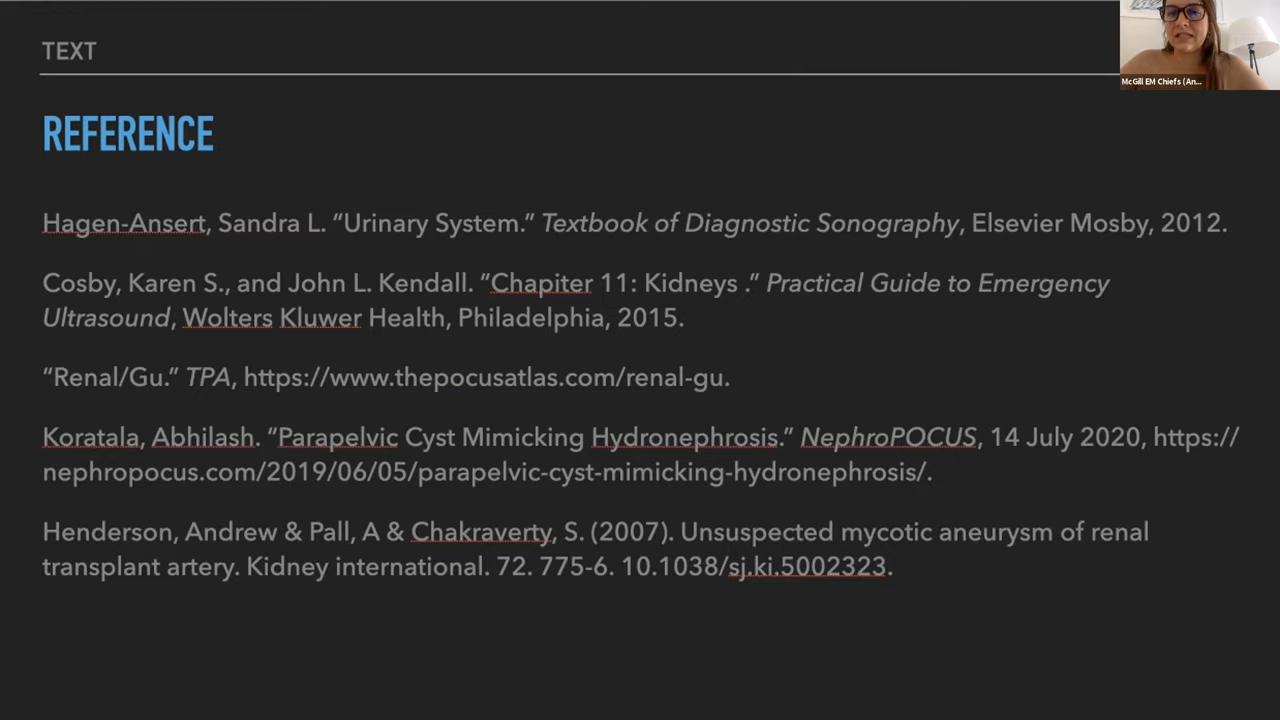 TEXT
McGill EM Chiefs (An...
REFERENCE
Hagen-Ansert, Sandra L. “Urinary System.” Textbook of Diagnostic Sonography, Elsevier Mosby, 2012.
Cosby, Karen S., and John L. Kendall. “Chapiter 11: Kidneys .” Practical Guide to Emergency
Ultrasound, Wolters Kluwer Health, Philadelphia, 2015.
“Renal/Gu.” TPA, https://www.thepocusatlas.com/renal-gu.
Koratala, Abhilash. “Parapelvic Cyst Mimicking Hydronephrosis.” NephroPOCUS, 14 July 2020, https://
nephropocus.com/2019/06/05/parapelvic-cyst-mimicking-hydronephrosis/.
Henderson, Andrew & Pall, A & Chakraverty, S. (2007). Unsuspected mycotic aneurysm of renal
transplant artery. Kidney international. 72. 775-6. 10.1038/sj.ki.5002323.